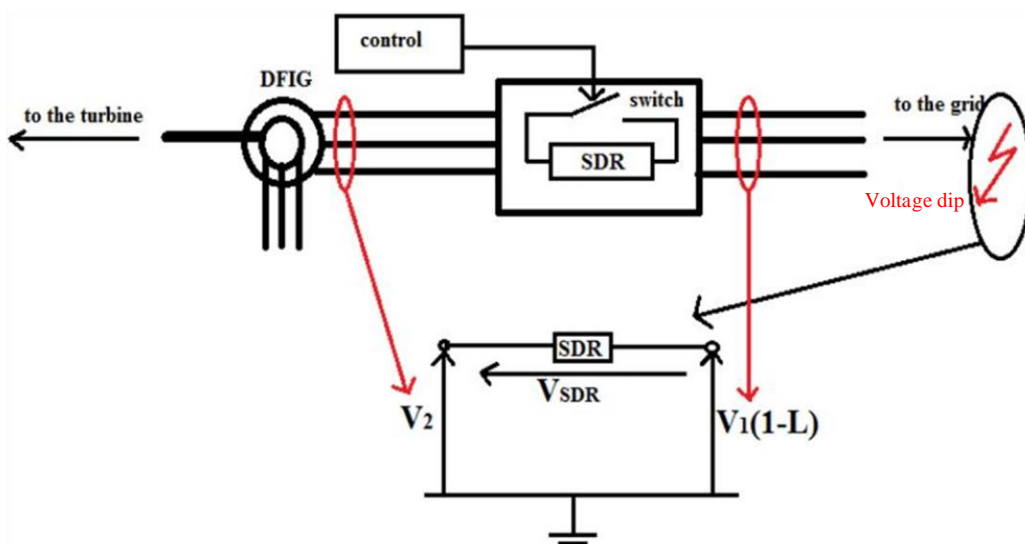 control
DFIG
switch
to the turbine
to the grid
SDR
Voltage dip
SDR
VSDR
V2
V1(1-L)